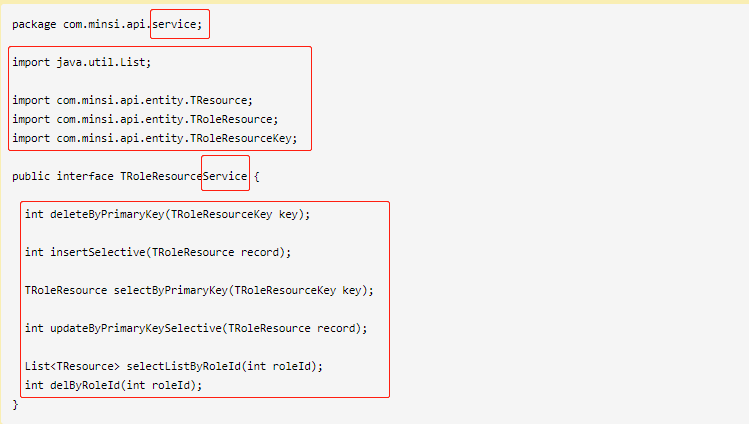 package com.minsi.api.service;
import java.util.List;
import com.minsi.api.entity.TResource;
import com.minsi.api.entity.TRoleResource;
import com.minsi.api.entity.TRoleResourceKey;
public interface TRoleResourceService {
int deleteByPrimaryKey(TRoleResourceKey key);
int insertSelective(TRoleResource record);
TRoleResource selectByPrimaryKey(TRoleResourceKey key);
int updateByPrimaryKeySelective(TRoleResource record);
List<TResource> selectListByRoleId(int roleId);
int delByRoleId(int roleId);
}